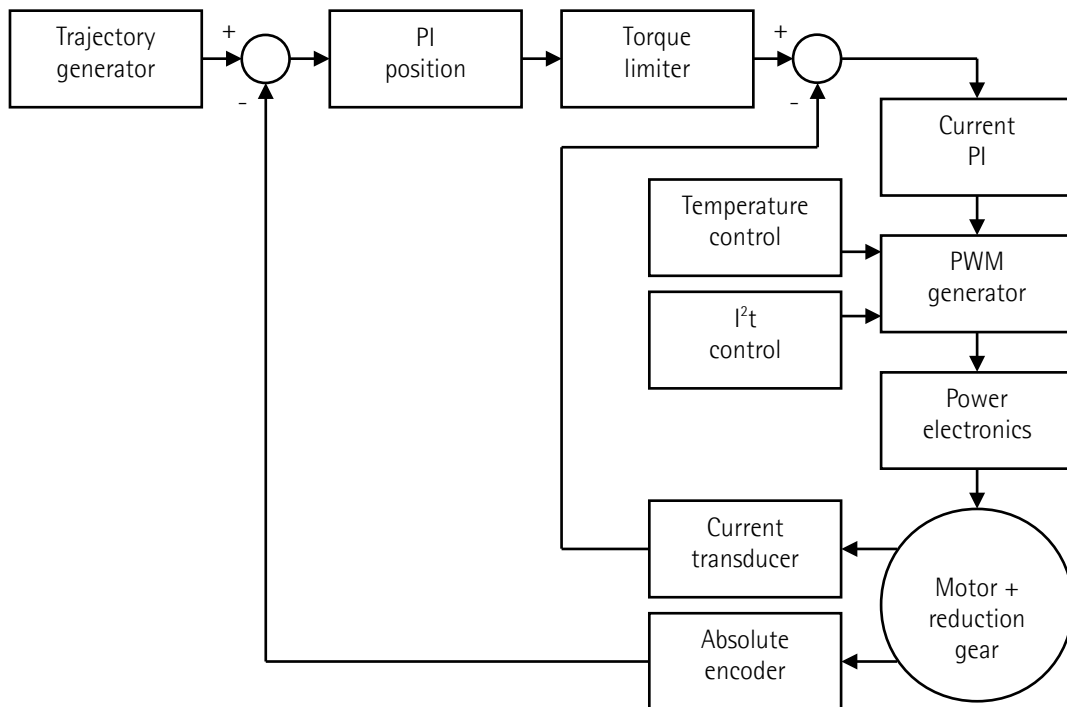 Trajectory
generator
+
-
PI
position
Torque
limiter
+
-
Current
PI
Temperature
control
PWM
generator
I²t
control
Power
electronics
Current
transducer
Motor +
reduction
gear
Absolute
encoder